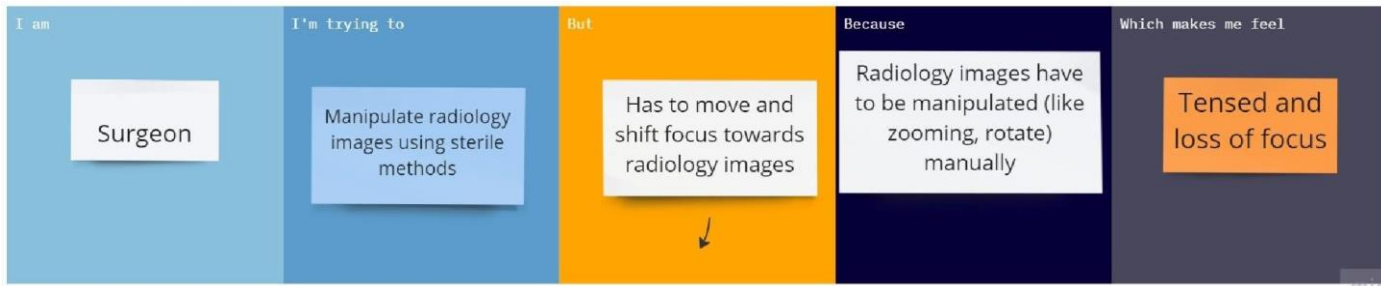 I am
Surgeon
I'm trying to
Manipulate radiology
images using sterile
methods
But
Has to move and
shift focus towards
radiology images
Because
Radiology images have
to be manipulated (like
zooming, rotate)
manually
Which makes me feel
Tensed and
loss of focus